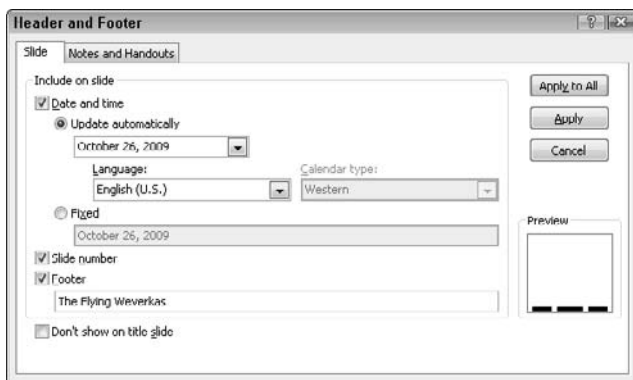 Header and Footer
Slide
Notes and Handouts
Include on slide
Date and time
Update automatically
October 26, 2009
Language:
Calendar type:
English (U.S.)
Western
Fixed
October 26, 2009
Slide number
Footer
The Flying Weverkas
Don't show on title slide
Apply to All
Apply
Cancel
Preview